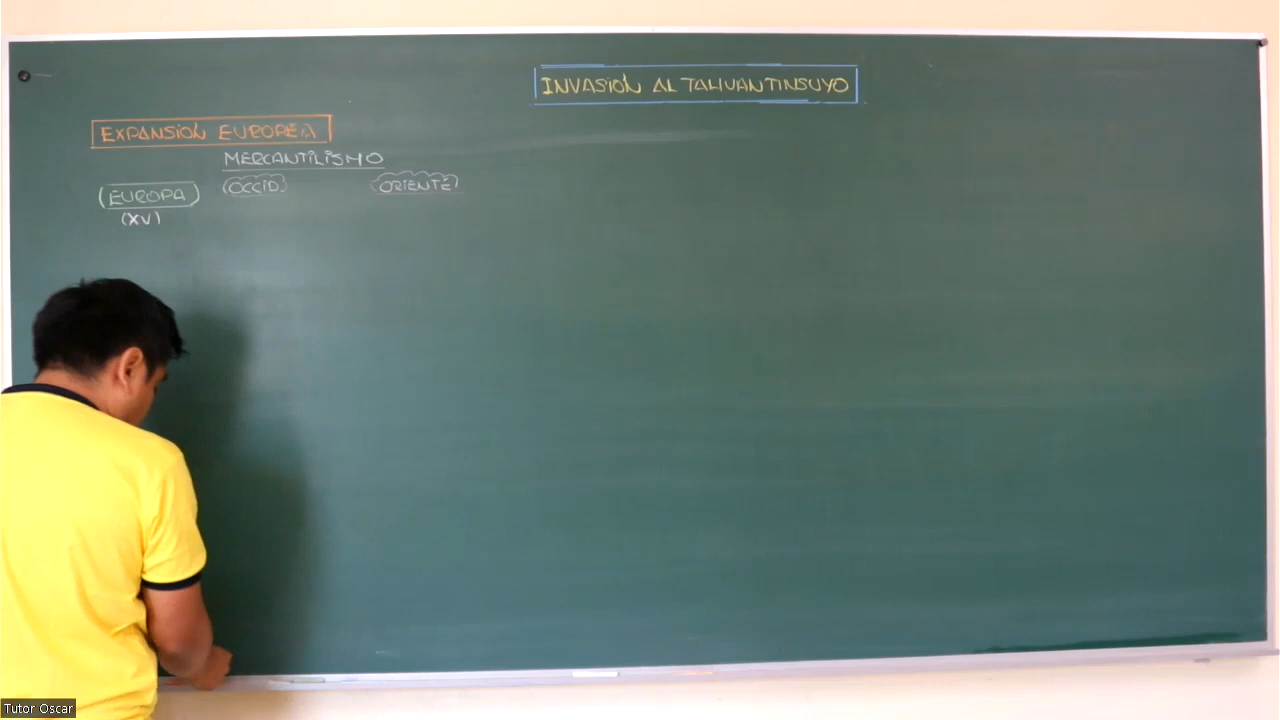 INVASIÓN AL TAHUANTINSUYO
EXPANSIÓN EUROPEA
MERCANTILISMO
(EUROPA) (OCCID.) (ORIENTE)
(XV)
Tutor Oscar